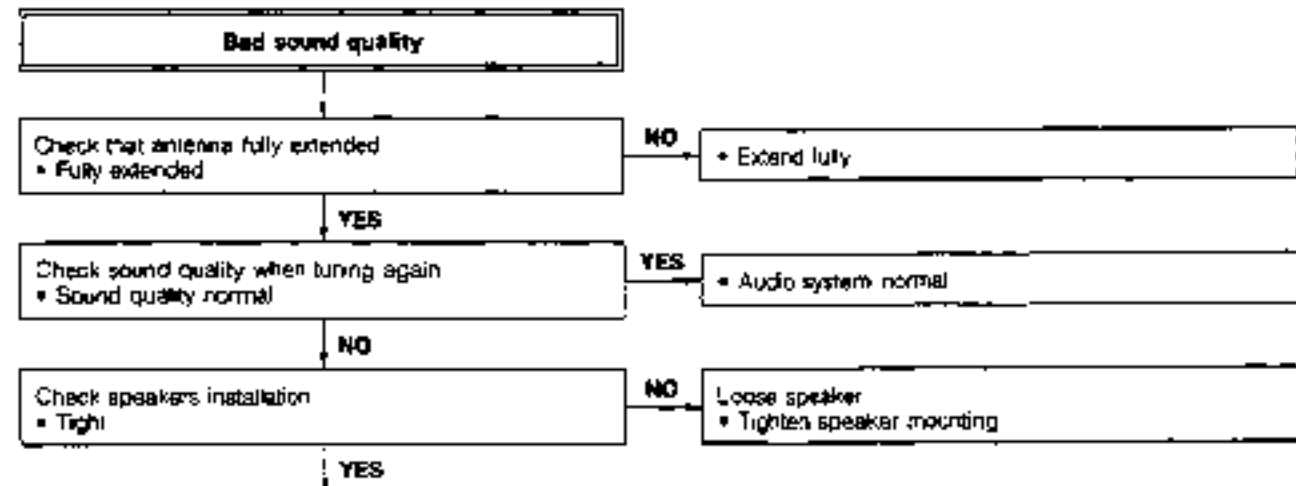 Bad sound quality
Check that antenna fully extended
• Fully extended
NO
• Extend fully
YES
Check sound quality when tuning again
• Sound quality normal
YES
• Audio system normal
NO
Check speakers installation
• Tight
NO
Loose speaker
• Tighten speaker mounting
YES